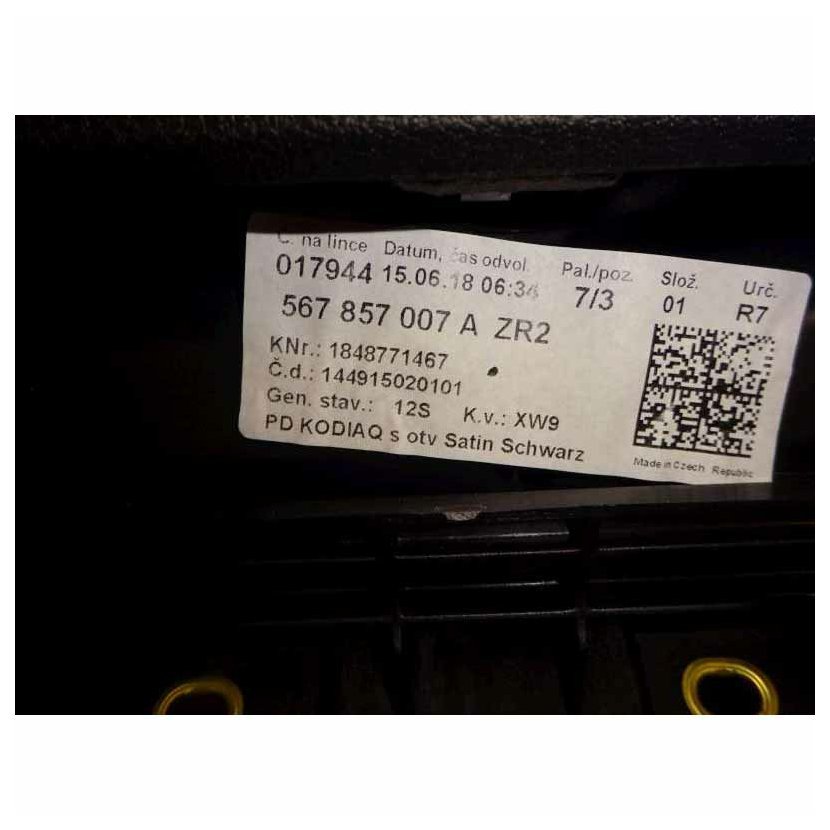 Č. na lince Datum, čas odvol. Pal./poz. Slož. Urč.
017944 15.06.18 06:34 7/3 01 R7
567 857 007 A ZR2
KNr.: 1848771467
Č.d.: 144915020101
Gen. stav.: 12S K.v.: XW9
PD KODIAQ s otv Satin Schwarz
Made in Czech Republic